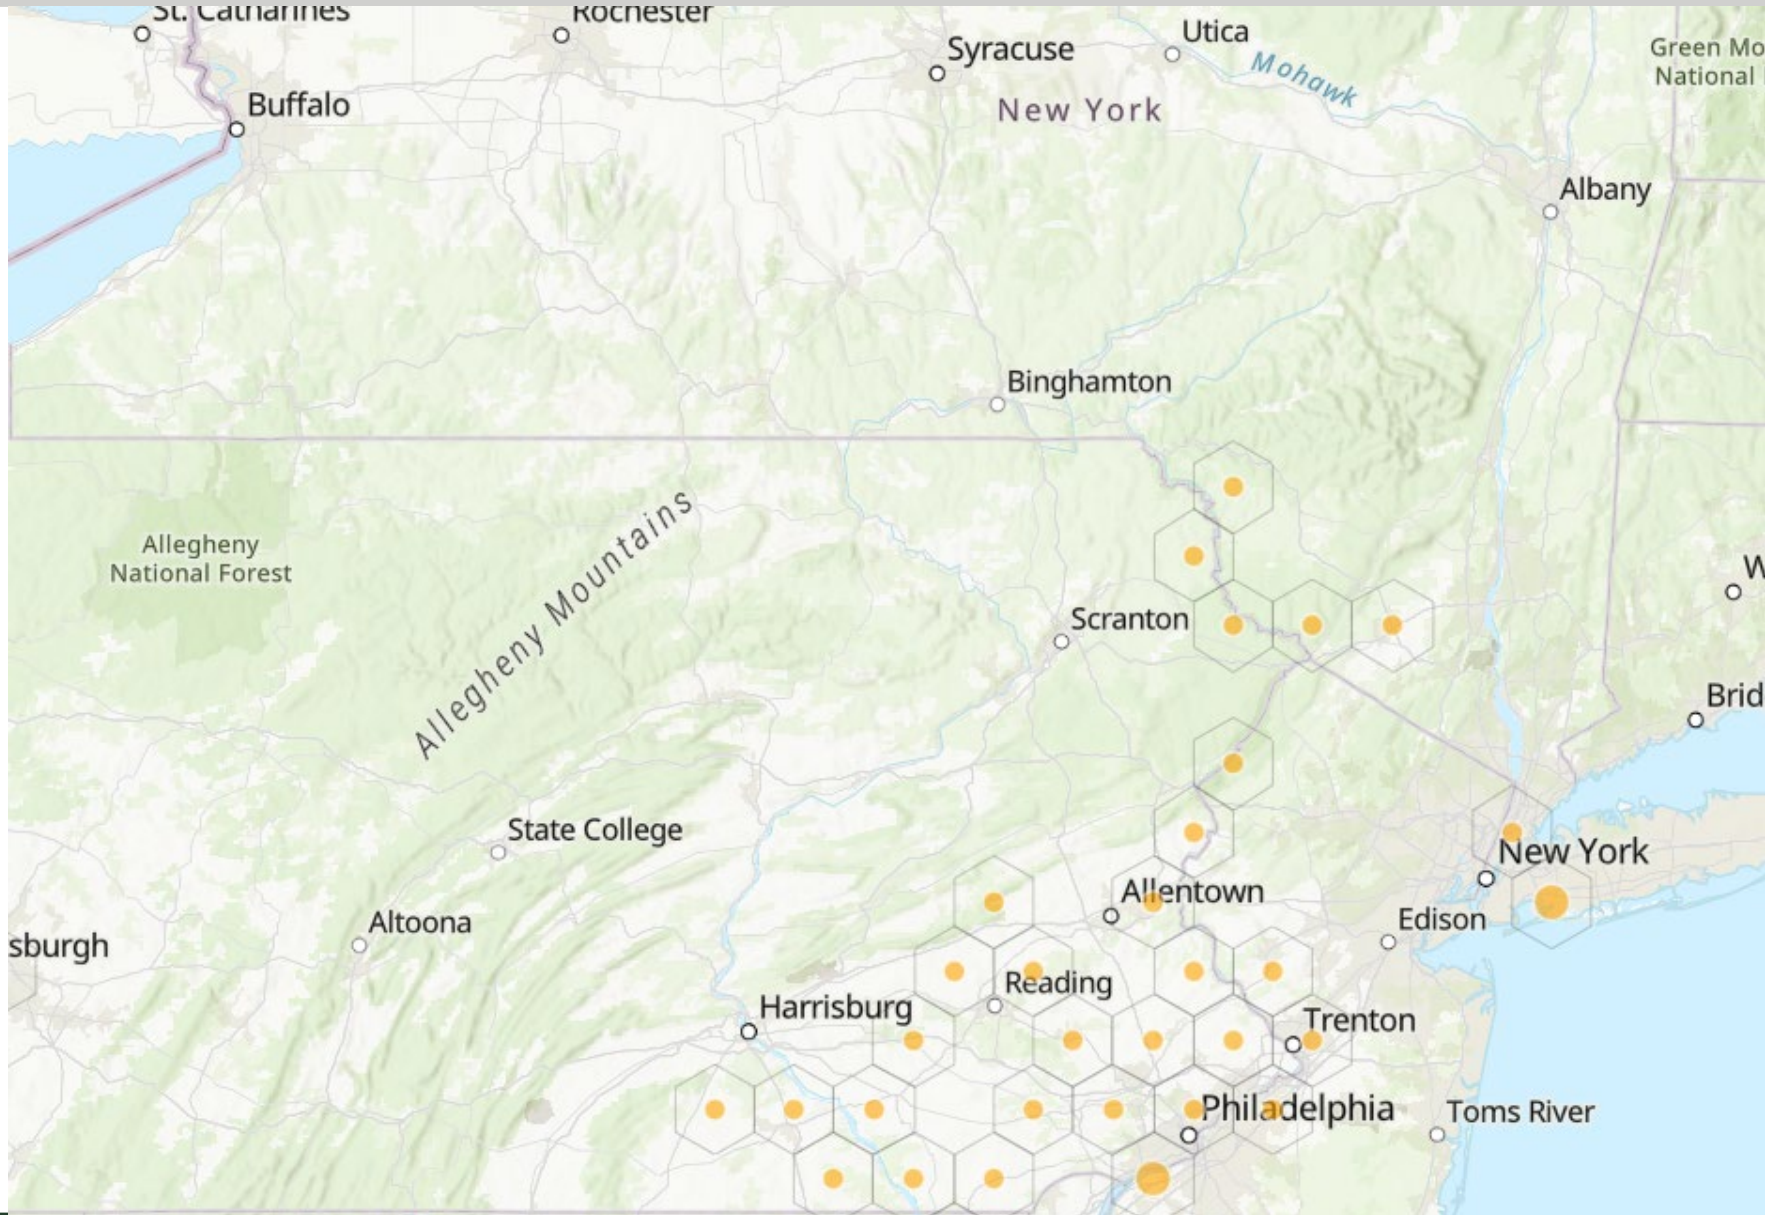 St. Catharines
Rochester
Syracuse
Utica
Mohawk
Green Mo
National
Buffalo
New York
Albany
Binghamton
Allegheny
National Forest
Allegheny Mountains
Scranton
W
Brid
State College
New York
Allentown
Edison
Altoona
sburgh
Reading
Harrisburg
Trenton
Philadelphia
Toms River